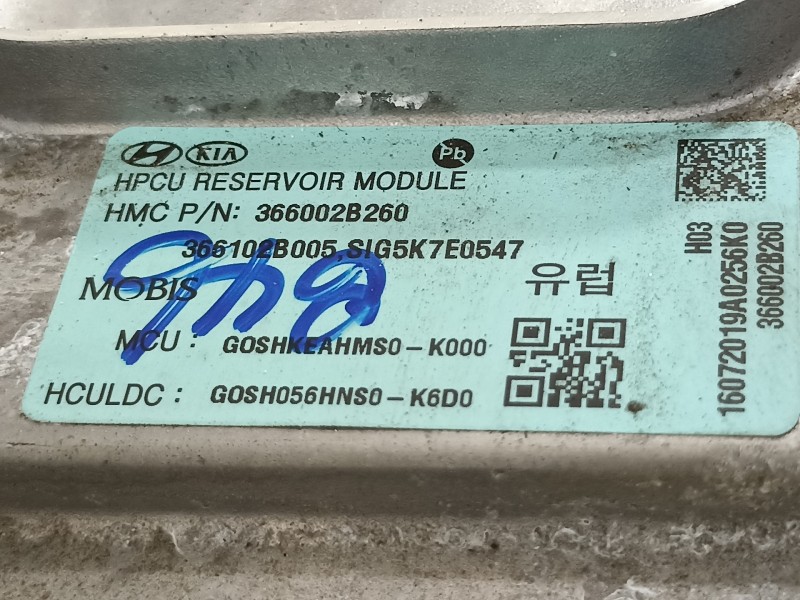 KIA Pb
HPCU RESERVOIR MODULE
HMC P/N: 366002B260
366102B005,SIG5K7E0547
MOBIS 유럽
MCU : GOSHKEAHMS0-K000
HCULDC : GOSH056HNS0-K6D0
H03
16072019A0256K0
366002B260